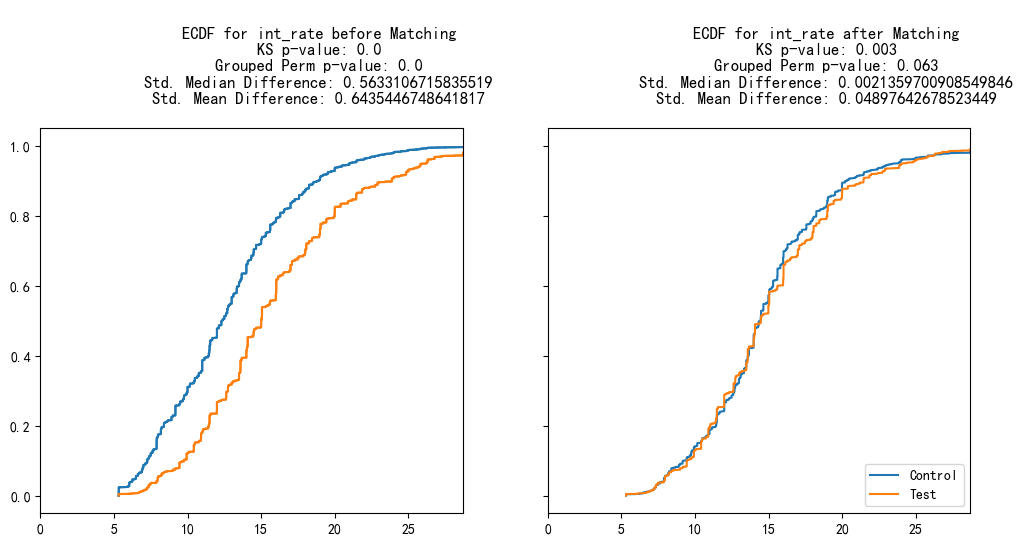 ECDF for int_rate before Matching
KS p-value: 0.0
Grouped Perm p-value: 0.0
Std. Median Difference: 0.5633106715835519
Std. Mean Difference: 0.6435446748641817
ECDF for int_rate after Matching
KS p-value: 0.003
Grouped Perm p-value: 0.063
Std. Median Difference: 0.0021359700908549846
Std. Mean Difference: 0.04897642678523449
1.0
0.8
0.6
0.4
0.2
0.0
0 5 10 15 20 25
0 5 10 15 20 25
Control
Test